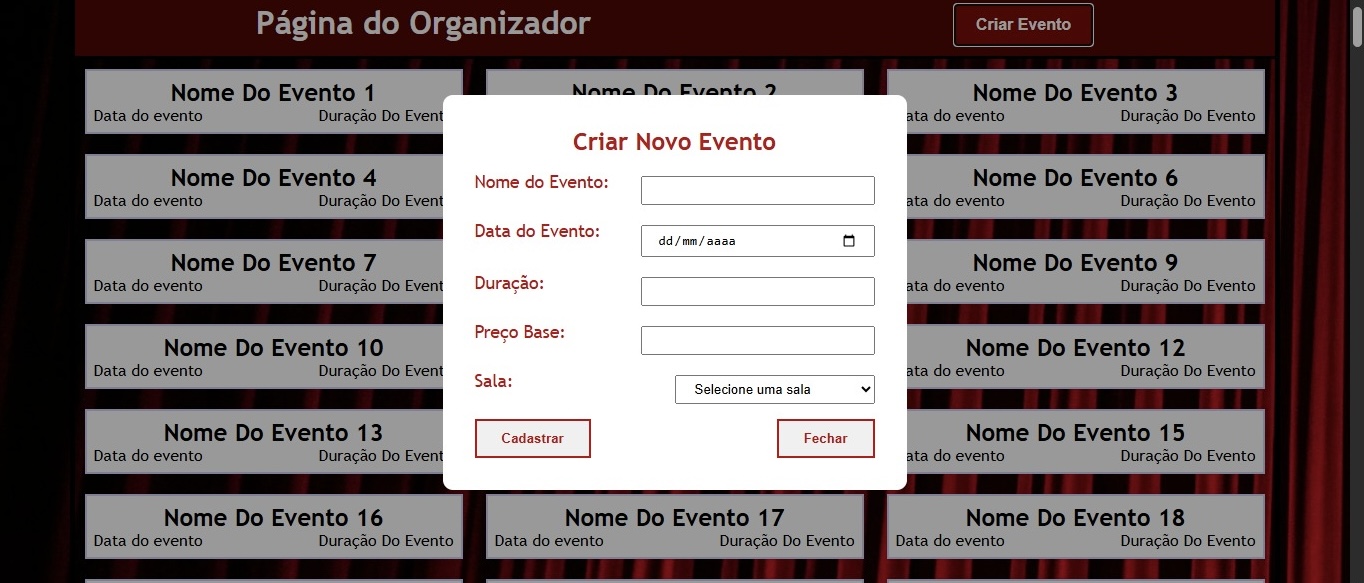 Página do Organizador
Criar Evento
Nome Do Evento 1
Data do evento
Duração Do Event
Nome Do Evento 2
Nome Do Evento 3
ata do evento
Duração Do Evento
Criar Novo Evento
Nome do Evento:
Data do Evento:
dd/mm/aaaa
Duração:
Preço Base:
Sala:
Selecione uma sala
Cadastrar
Fechar
Nome Do Evento 4
Data do evento
Duração Do Event
Nome Do Evento 6
ata do evento
Duração Do Evento
Nome Do Evento 7
Data do evento
Duração Do Event
Nome Do Evento 9
ata do evento
Duração Do Evento
Nome Do Evento 10
Data do evento
Duração Do Event
Nome Do Evento 12
ata do evento
Duração Do Evento
Nome Do Evento 13
Data do evento
Duração Do Event
Nome Do Evento 15
ata do evento
Duração Do Evento
Nome Do Evento 16
Data do evento
Duração Do Evento
Nome Do Evento 17
Data do evento
Duração Do Evento
Nome Do Evento 18
Data do evento
Duração Do Evento